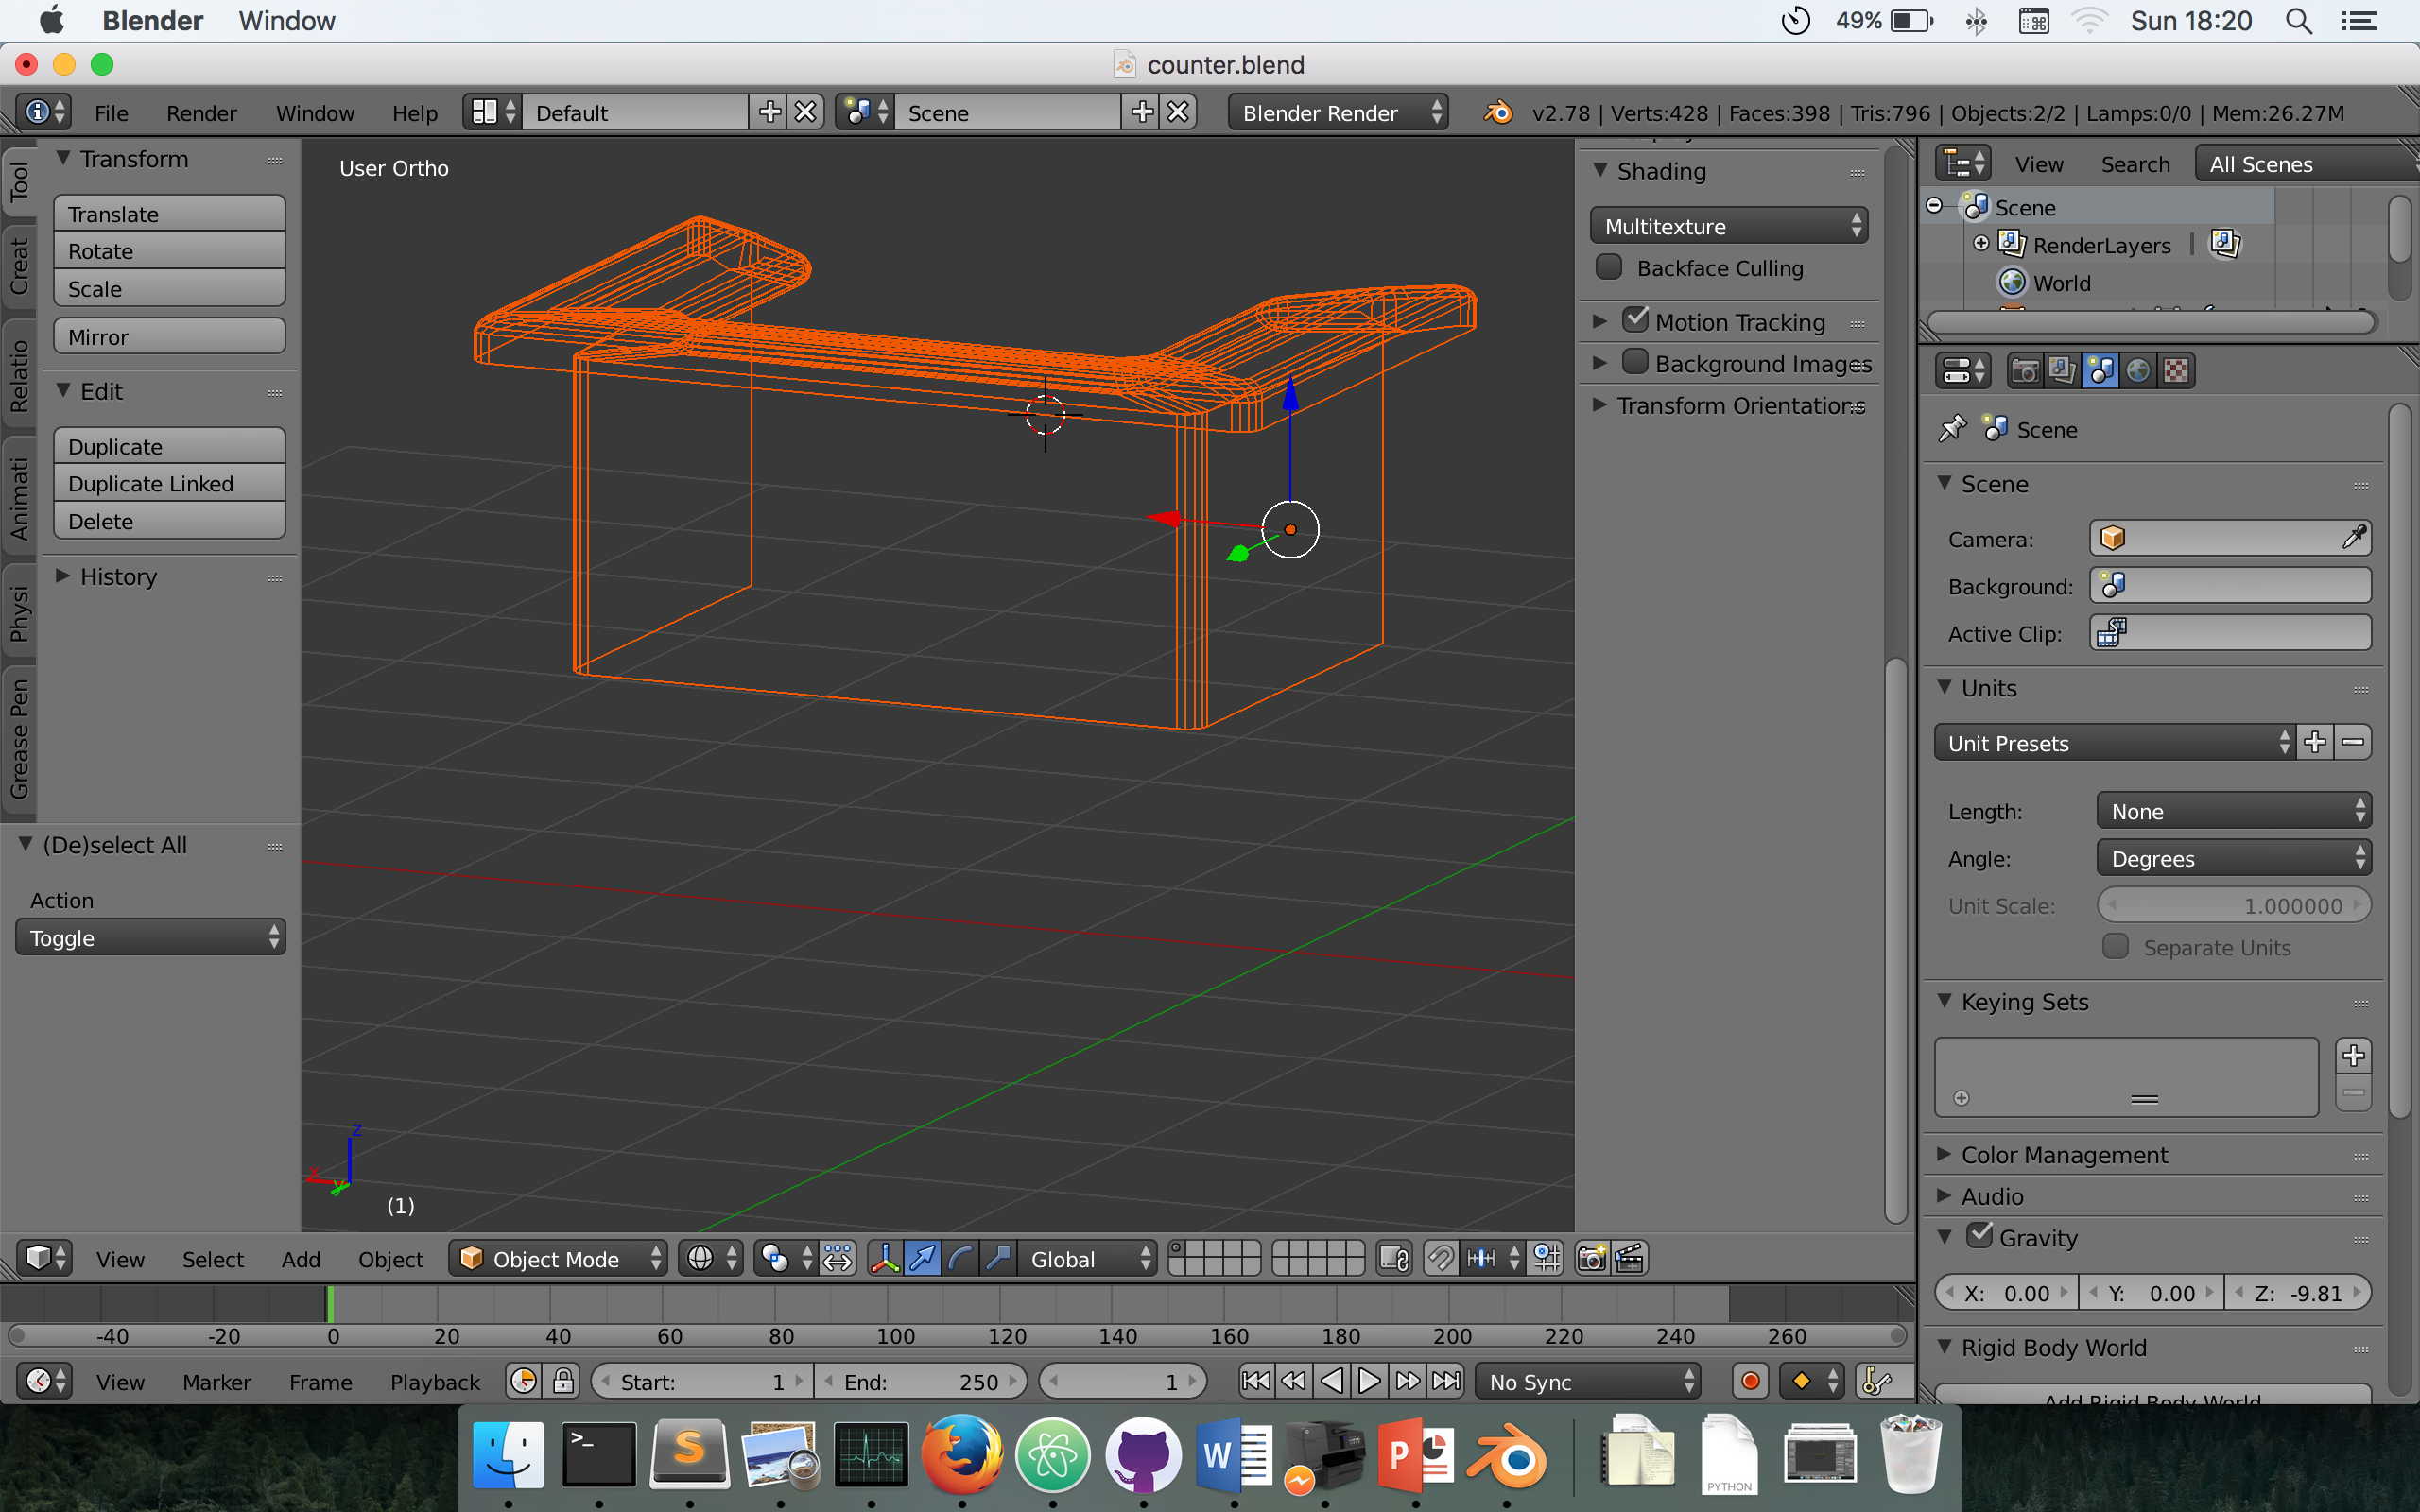 Blender Window 49% Sun 18:20
counter.blend
File Render Window Help Default Scene Blender Render v2.78 | Verts:428 | Faces:398 | Tris:796 | Objects:2/2 | Lamps:0/0 | Mem:26.27M
Tool
Creat
Relatio
Animati
Physi
Grease Pen
Transform
Translate
Rotate
Scale
Mirror
Edit
Duplicate
Duplicate Linked
Delete
History
(De)select All
Action
Toggle
User Ortho
z
x
y
(1)
Shading
Multitexture
Backface Culling
Motion Tracking
Background Images
Transform Orientations
View Search All Scenes
Scene
RenderLayers |
World
Scene
Scene
Camera:
Background:
Active Clip:
Units
Unit Presets
Length: None
Angle: Degrees
Unit Scale: 1.000000
Separate Units
Keying Sets
Color Management
Audio
Gravity
X: 0.00 Y: 0.00 Z: -9.81
Rigid Body World
Add Rigid Body World
View Select Add Object Object Mode Global
-40 -20 0 20 40 60 80 100 120 140 160 180 200 220 240 260
View Marker Frame Playback Start: 1 End: 250 1 No Sync
>_ S W P
PYTHON